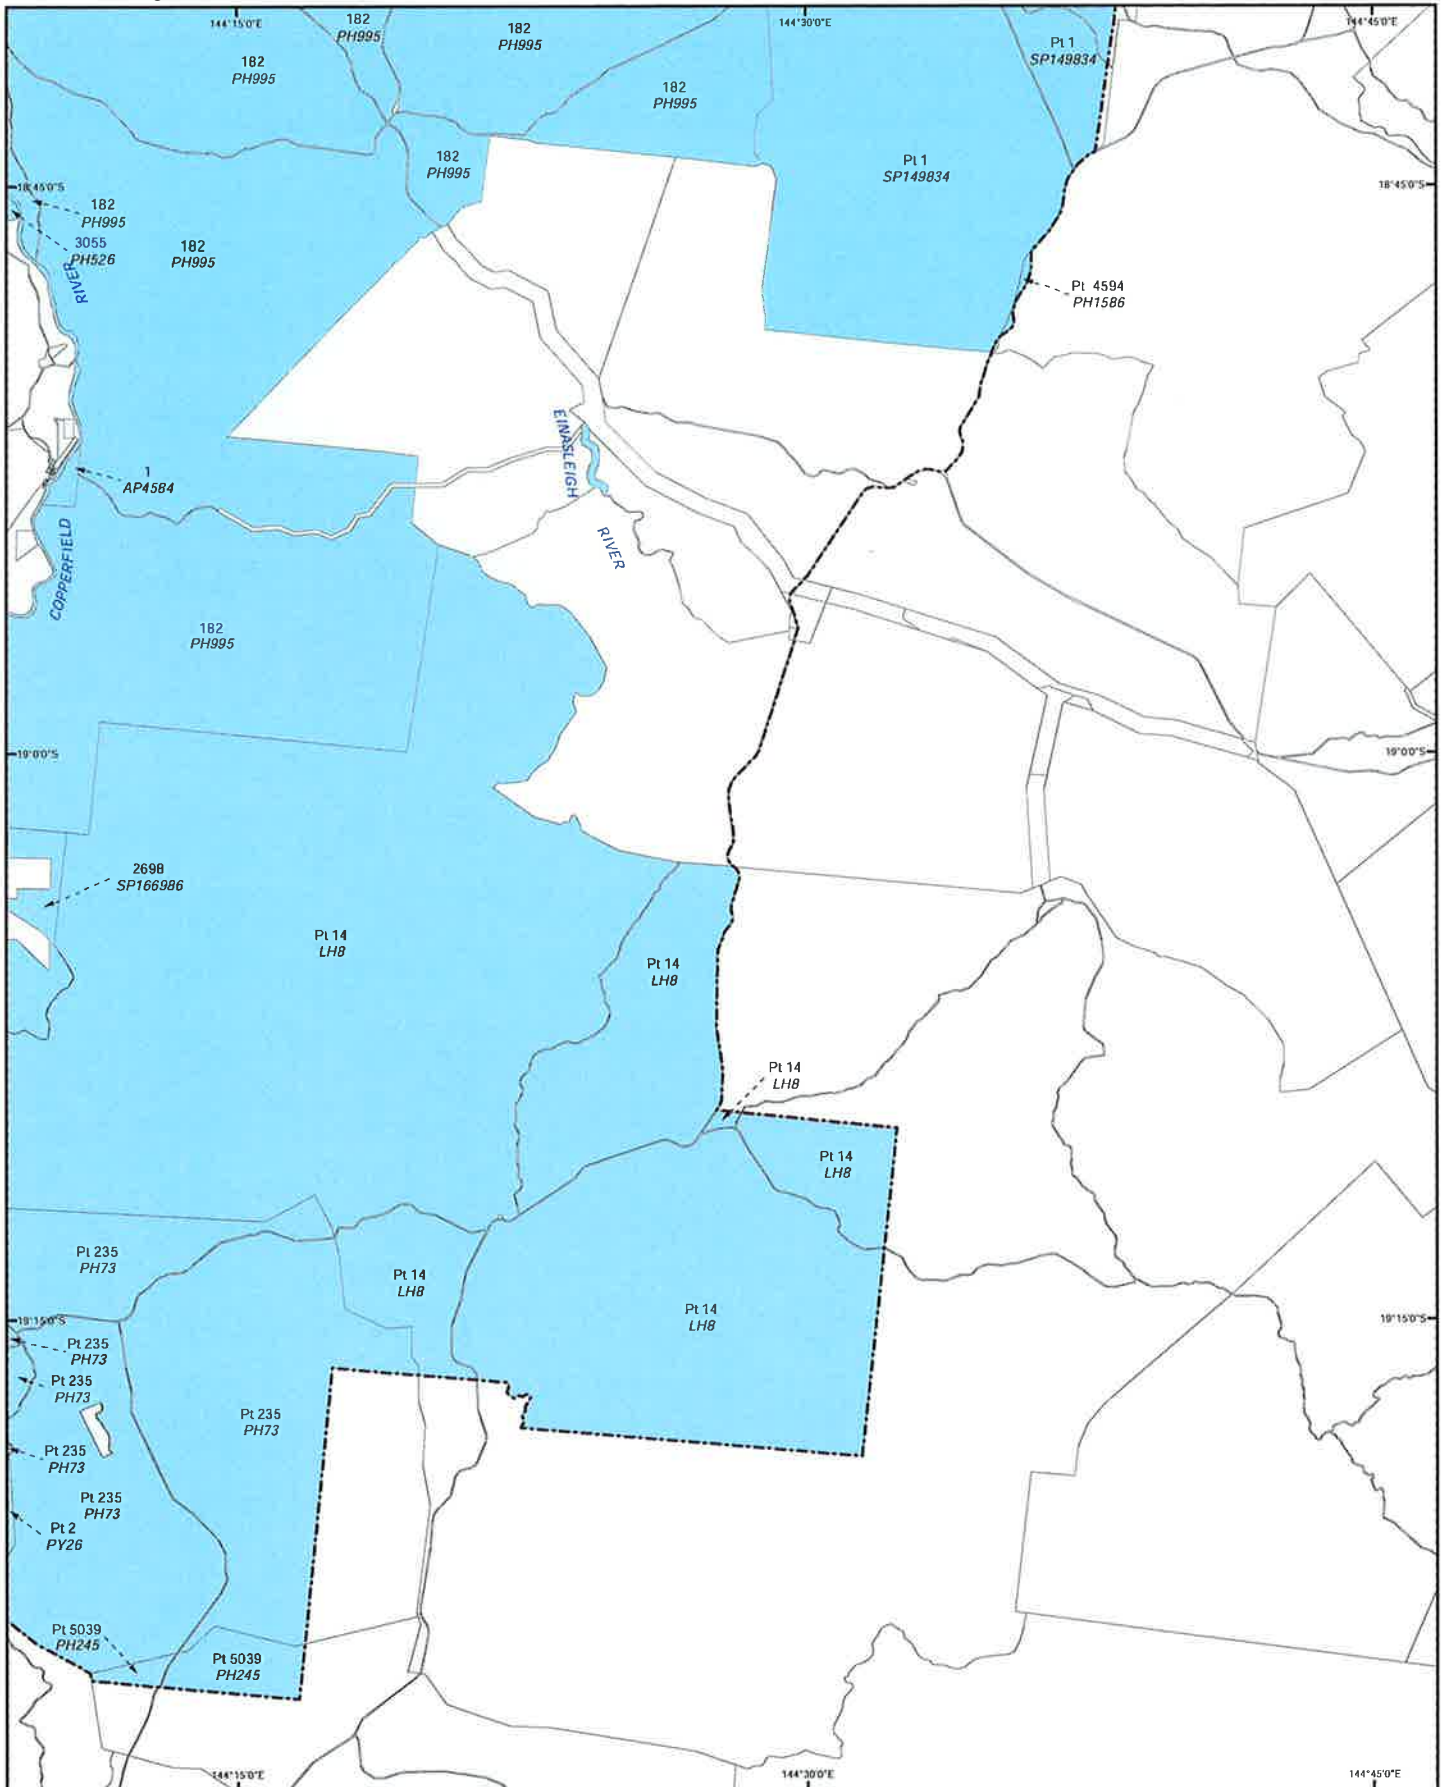 144°15'0"E
182
PH995
182
PH995
144°30'0"E
144°45'0"E
182
PH995
182
PH995
Pt 1
SP149834
182
PH995
Pt 1
SP149834
18°45'0"S
18°45'0"S
182
PH995
3055
PH526
182
PH995
RIVER
Pt 4594
PH1586
EINASLEIGH
RIVER
1
AP4584
COPPERFIELD
182
PH995
19°0'0"S
19°0'0"S
2698
SP166986
Pt 14
LH8
Pt 14
LH8
Pt 14
LH8
Pt 14
LH8
Pt 235
PH73
Pt 14
LH8
Pt 14
LH8
19°15'0"S
19°15'0"S
Pt 235
PH73
Pt 235
PH73
Pt 235
PH73
Pt 235
PH73
Pt 235
PH73
Pt 2
PY26
Pt 5039
PH245
Pt 5039
PH245
144°15'0"E
144°30'0"E
144°45'0"E